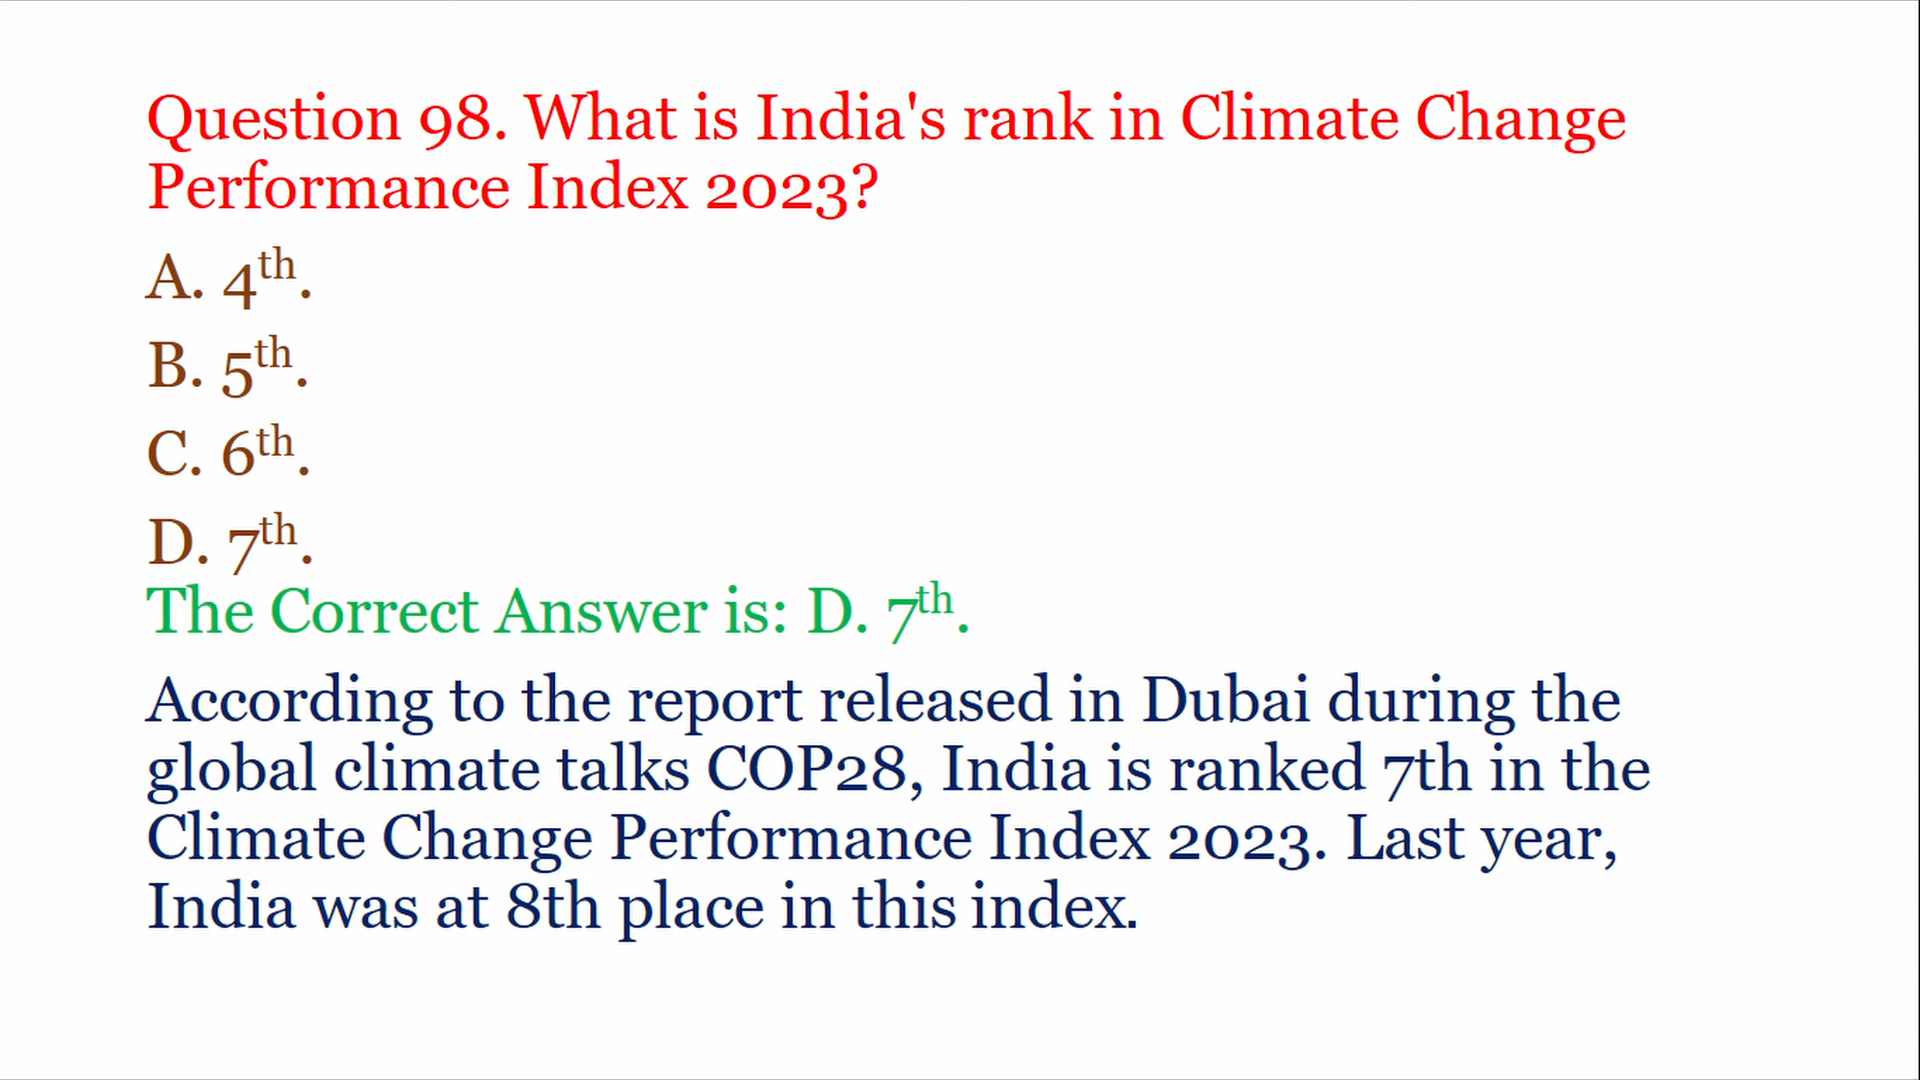 Question 98. What is India's rank in Climate Change
Performance Index 2023?
A. 4th.
B. 5th.
C. 6th.
D. 7th.
The Correct Answer is: D. 7th.
According to the report released in Dubai during the
global climate talks COP28, India is ranked 7th in the
Climate Change Performance Index 2023. Last year,
India was at 8th place in this index.